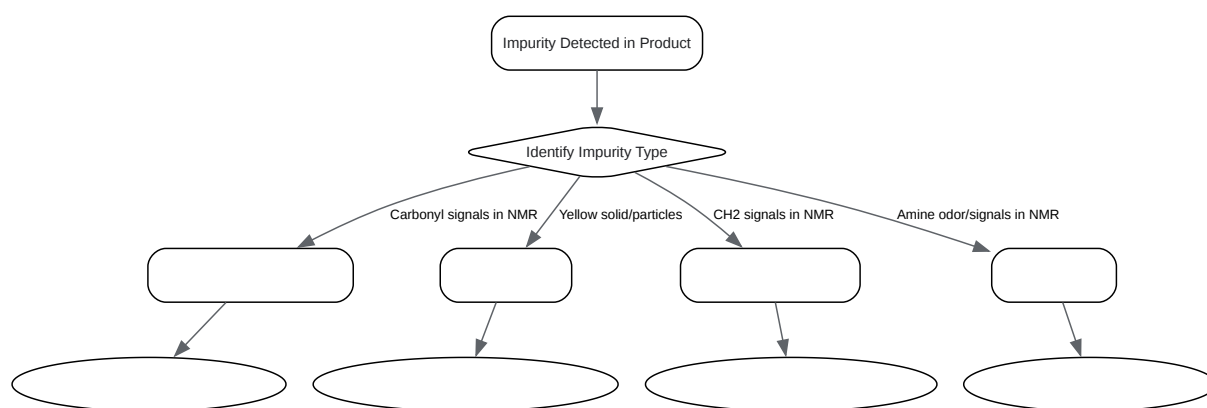 Impurity Detected in Product
Identify Impurity Type
Carbonyl signals in NMR
Yellow solid/particles
CH2 signals in NMR
Amine odor/signals in NMR